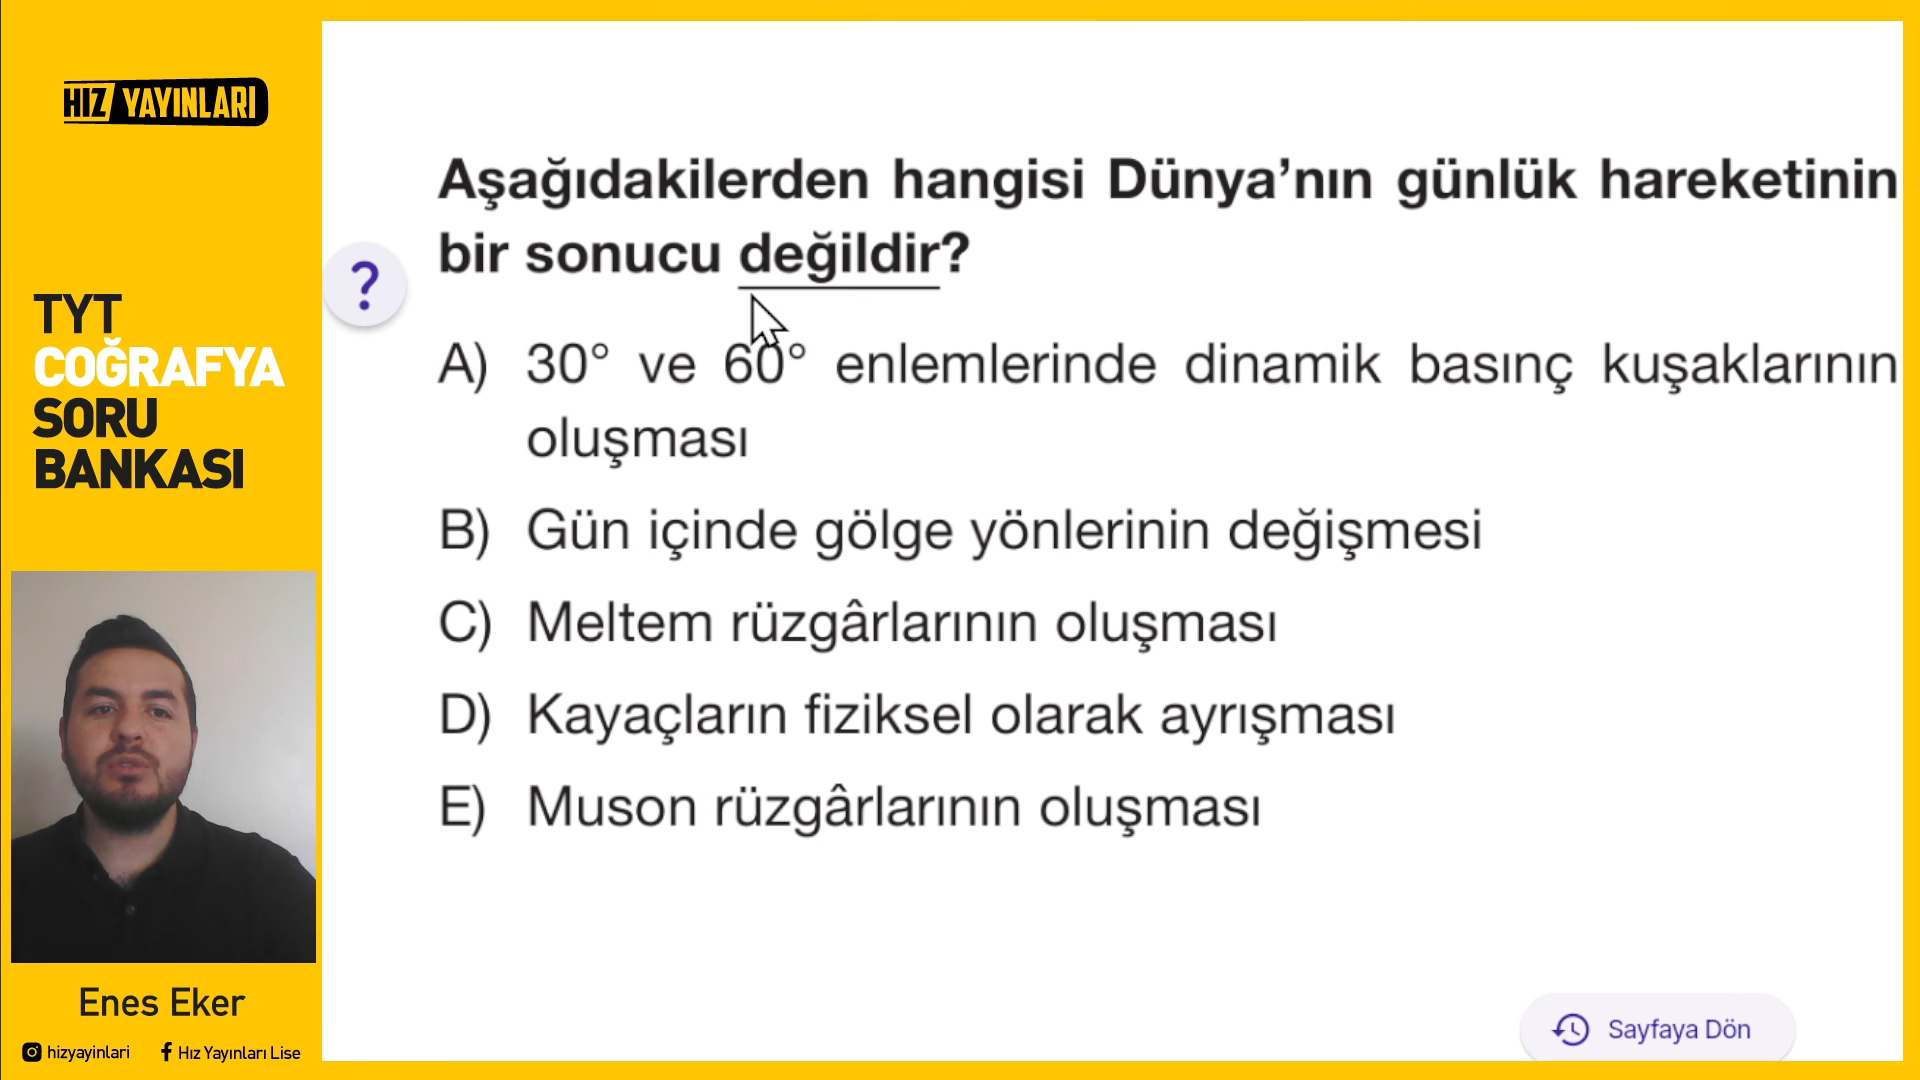 HIZ YAYINLARI
TYT
COĞRAFYA
SORU
BANKASI
Enes Eker
hizyayinlari
Hız Yayınları Lise
?
Aşağıdakilerden hangisi Dünya’nın günlük hareketinin
bir sonucu değildir?
A) 30° ve 60° enlemlerinde dinamik basınç kuşaklarının
oluşması
B) Gün içinde gölge yönlerinin değişmesi
C) Meltem rüzgârlarının oluşması
D) Kayaçların fiziksel olarak ayrışması
E) Muson rüzgârlarının oluşması
Sayfaya Dön